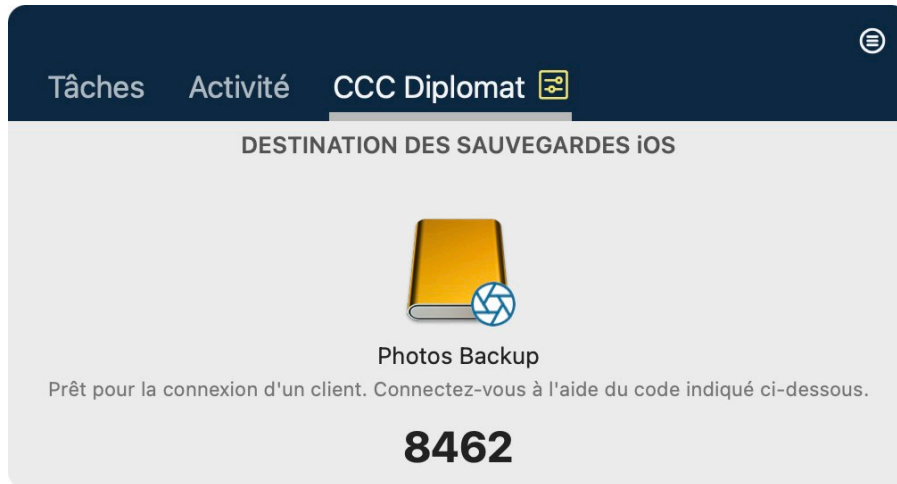 Tâches Activité CCC Diplomat
DESTINATION DES SAUVEGARDES iOS
Photos Backup
Prêt pour la connexion d'un client. Connectez-vous à l'aide du code indiqué ci-dessous.
8462